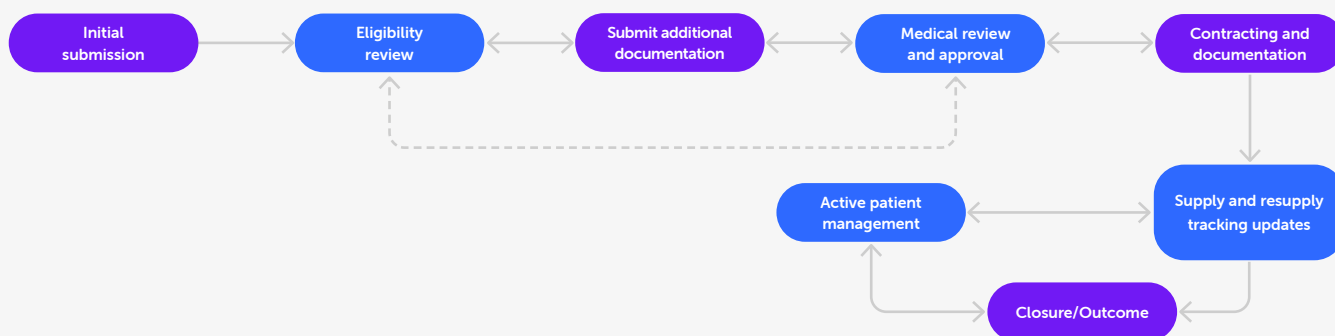 Initial
submission
Eligibility
review
Submit additional
documentation
Medical review
and approval
Contracting and
documentation
Active patient
management
Supply and resupply
tracking updates
Closure/Outcome